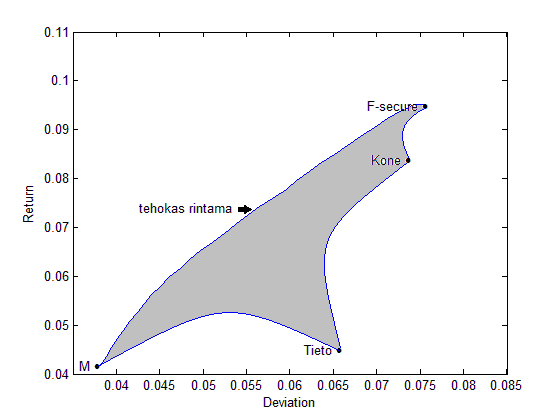 0.11
0.1
F-secure
0.09
Kone
0.08
tehokas rintama
Return
0.07
0.06
0.05
Tieto
M
0.04
0.04 0.045 0.05 0.055 0.06 0.065 0.07 0.075 0.08 0.085
Deviation